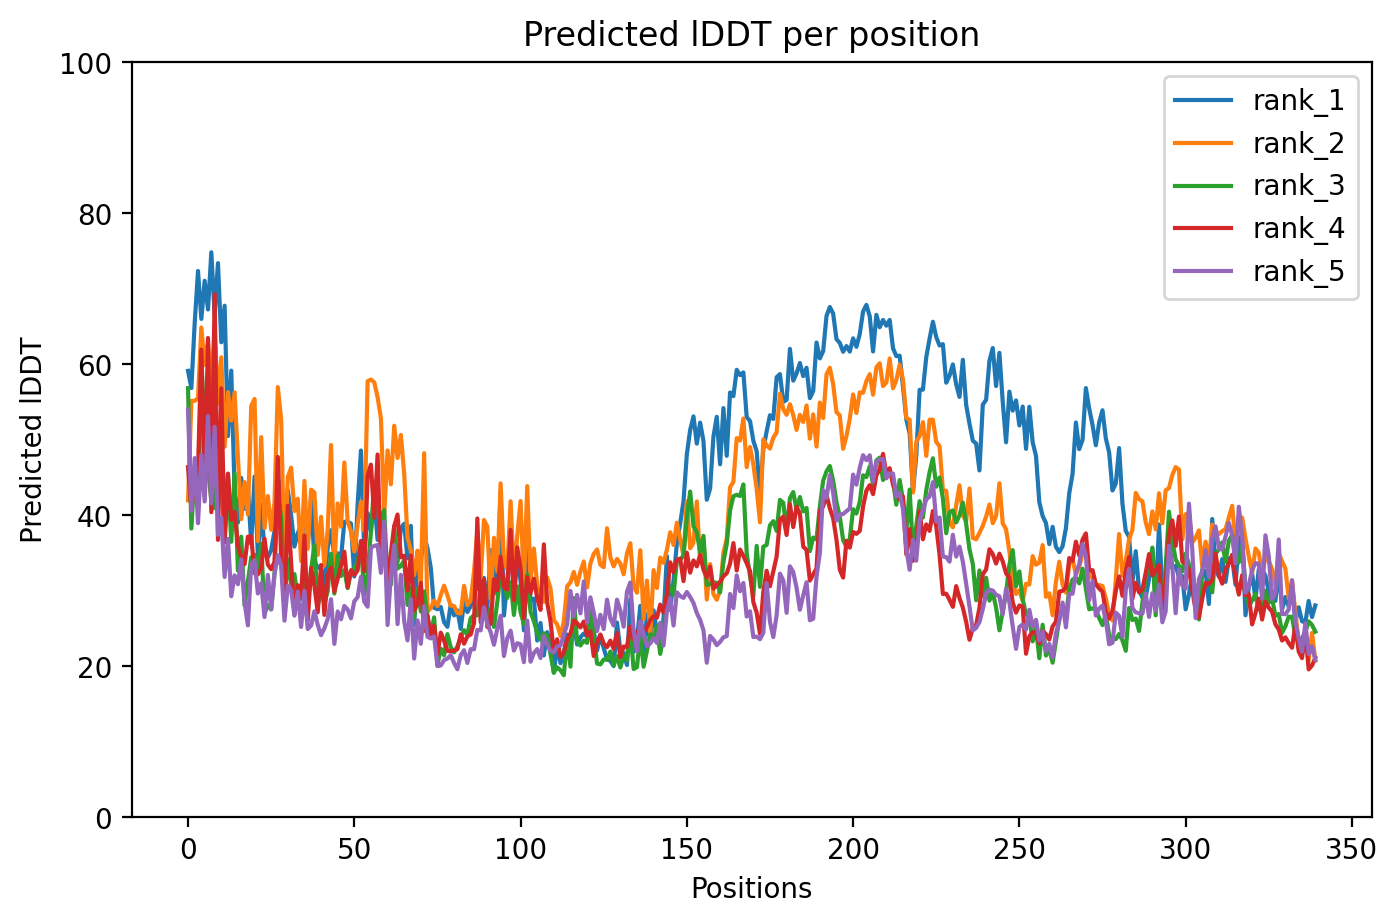 Predicted lDDT per position
100
80
60
40
20
0
Predicted lDDT
rank_1
rank_2
rank_3
rank_4
rank_5
0 50 100 150 200 250 300 350
Positions